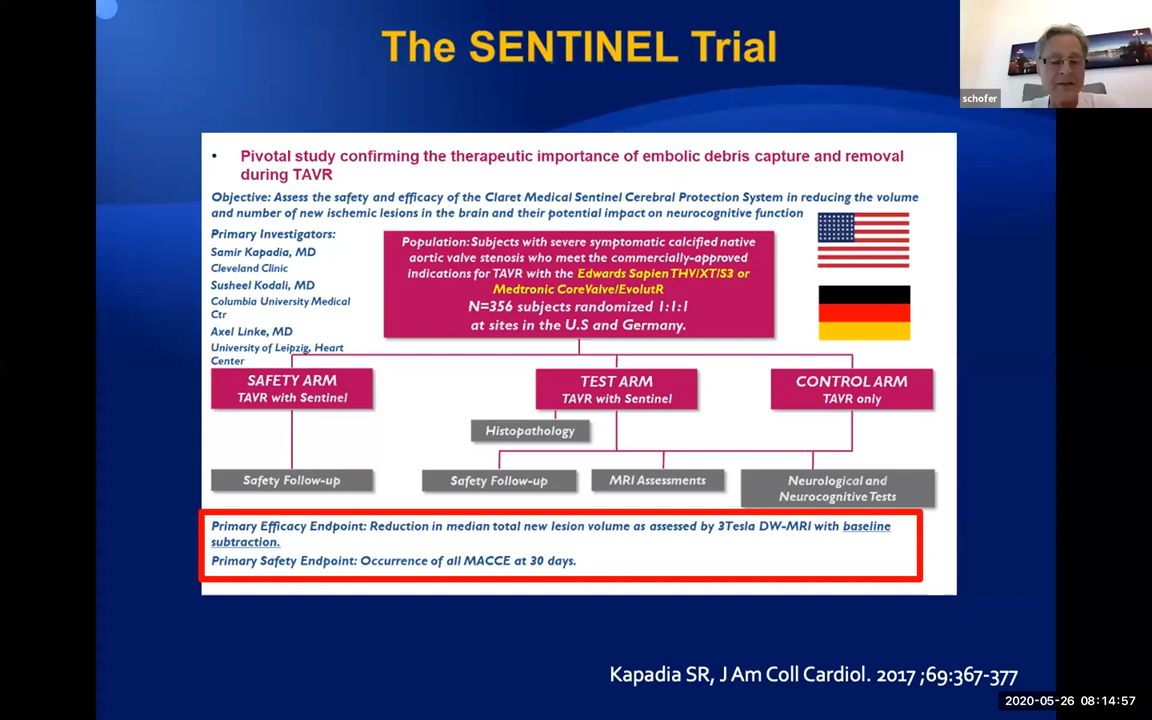 The SENTINEL Trial
schofer
• Pivotal study confirming the therapeutic importance of embolic debris capture and removal
during TAVR
Objective: Assess the safety and efficacy of the Claret Medical Sentinel Cerebral Protection System in reducing the volume
and number of new ischemic lesions in the brain and their potential impact on neurocognitive function
Primary Investigators:
Samir Kapadia, MD
Cleveland Clinic
Susheel Kodali, MD
Columbia University Medical
Ctr
Axel Linke, MD
University of Leipzig, Heart
Center
Population: Subjects with severe symptomatic calcified native
aortic valve stenosis who meet the commercially-approved
indications for TAVR with the Edwards Sapien THV/XT/S3 or
Medtronic CoreValve/EvolutR
N=356 subjects randomized 1:1:1
at sites in the U.S and Germany.
SAFETY ARM
TAVR with Sentinel
TEST ARM
TAVR with Sentinel
CONTROL ARM
TAVR only
Histopathology
Safety Follow-up
Safety Follow-up
MRI Assessments
Neurological and
Neurocognitive Tests
Primary Efficacy Endpoint: Reduction in median total new lesion volume as assessed by 3Tesla DW-MRI with baseline
subtraction.
Primary Safety Endpoint: Occurrence of all MACCE at 30 days.
Kapadia SR, J Am Coll Cardiol. 2017 ;69:367-377
2020-05-26 08:14:57